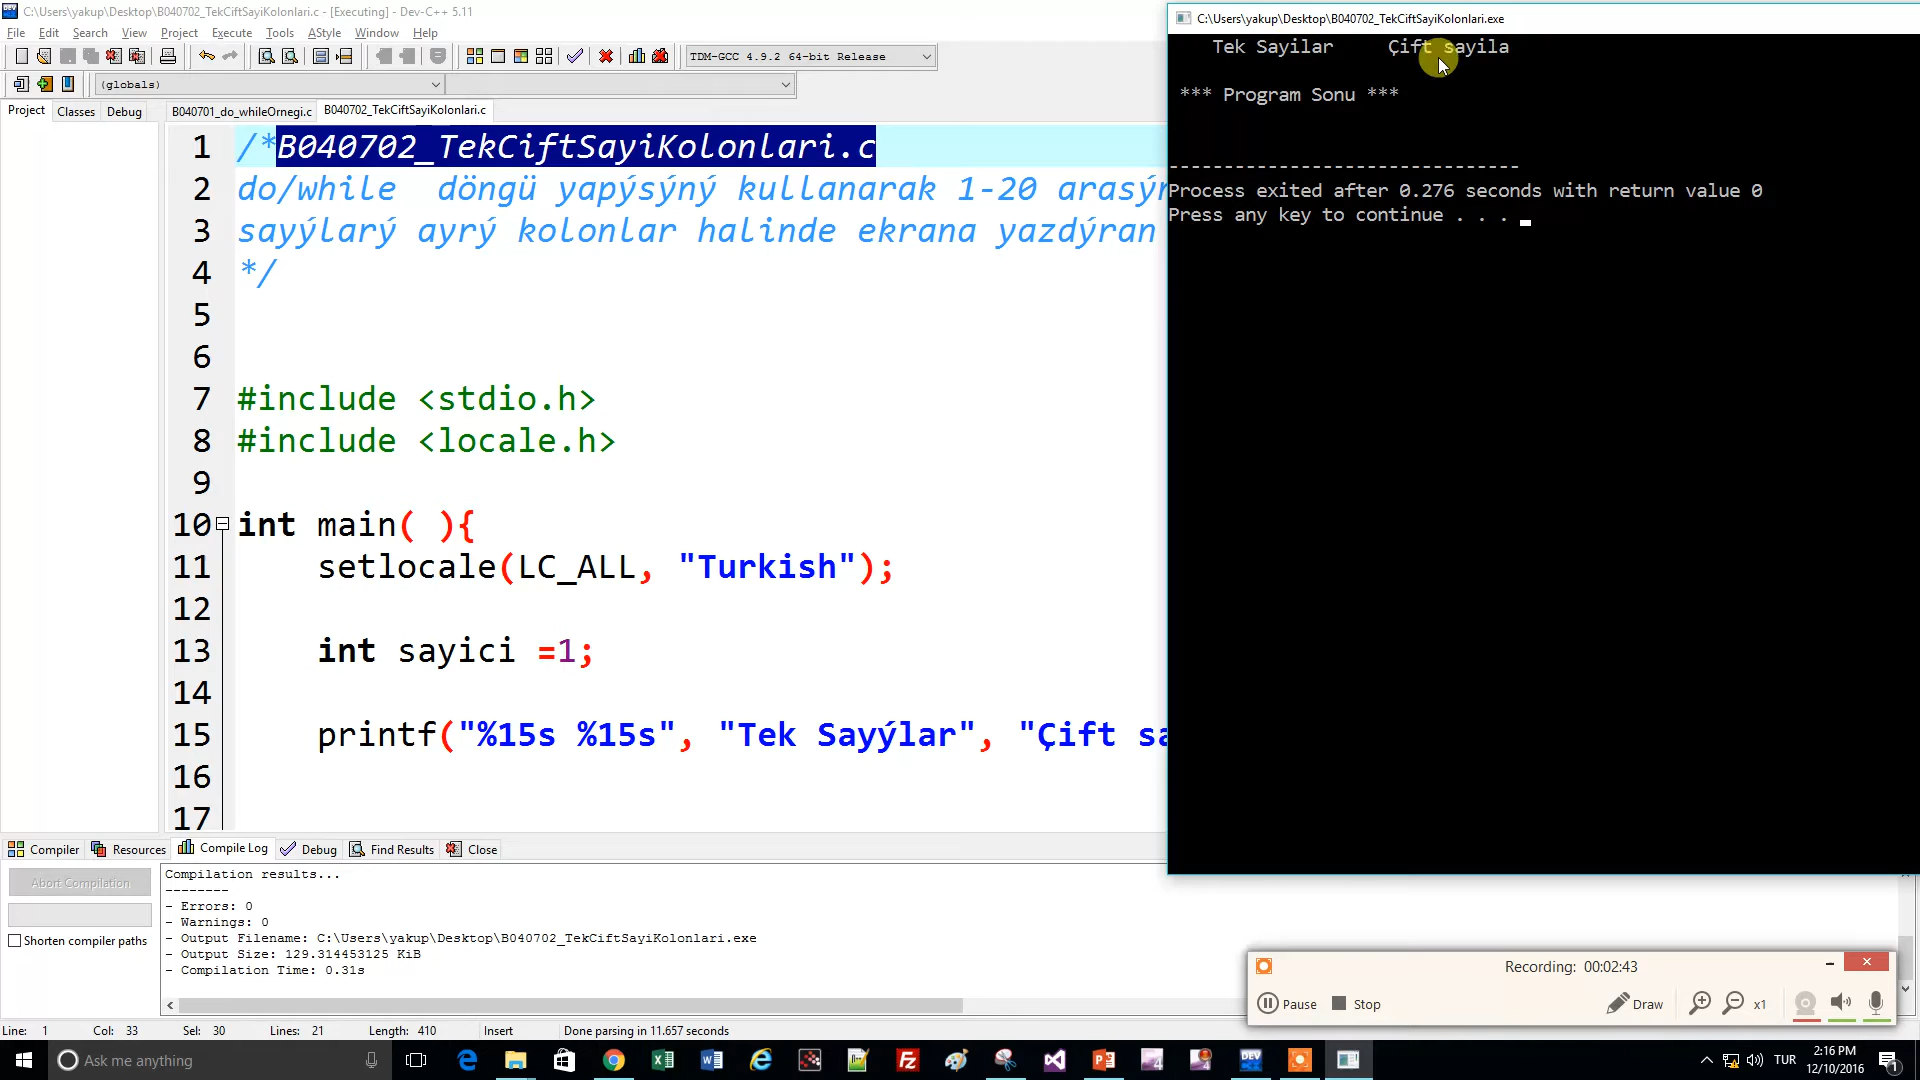 C:\Users\yakup\Desktop\B040702_TekCiftSayiKolonlari.c - [Executing] - Dev-C++ 5.11
File Edit Search View Project Execute Tools AStyle Window Help
TDM-GCC 4.9.2 64-bit Release
(globals)
Project Classes Debug B040701_do_whileOrnegi.c B040702_TekCiftSayiKolonlari.c
1 /*B040702_TekCiftSayiKolonlari.c
2 do/while döngü yapýsýný kullanarak 1-20 arasýn
3 sayýlarý ayrý kolonlar halinde ekrana yazdýran
4 */
5
6
7 #include <stdio.h>
8 #include <locale.h>
9
10 int main( ){
11 setlocale(LC_ALL, "Turkish");
12
13 int sayici =1;
14
15 printf("%15s %15s", "Tek Sayýlar", "Çift sa
16
17
C:\Users\yakup\Desktop\B040702_TekCiftSayiKolonlari.exe
Tek Sayilar Çift sayila
*** Program Sonu ***
--------------------------------
Process exited after 0.276 seconds with return value 0
Press any key to continue . . .
Compiler Resources Compile Log Debug Find Results Close
Abort Compilation
Shorten compiler paths
Compilation results...
--------
- Errors: 0
- Warnings: 0
- Output Filename: C:\Users\yakup\Desktop\B040702_TekCiftSayiKolonlari.exe
- Output Size: 129.314453125 KiB
- Compilation Time: 0.31s
Recording: 00:02:43
Pause Stop Draw x1
Line: 1 Col: 33 Sel: 30 Lines: 21 Length: 410 Insert Done parsing in 11.657 seconds
Ask me anything
TUR
2:16 PM
12/10/2016
1